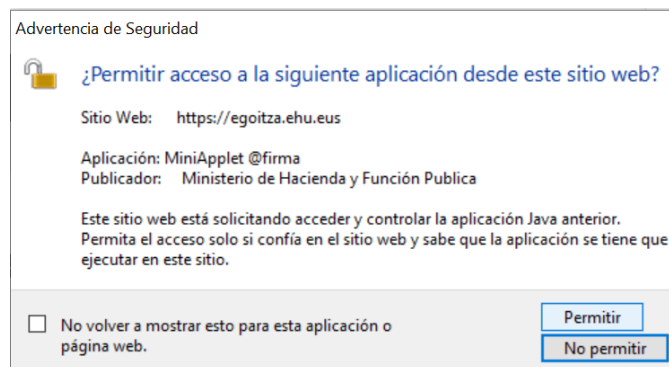 Advertencia de Seguridad
¿Permitir acceso a la siguiente aplicación desde este sitio web?
Sitio Web: https://egoitza.ehu.eus
Aplicación: MiniApplet @firma
Publicador: Ministerio de Hacienda y Función Publica
Este sitio web está solicitando acceder y controlar la aplicación Java anterior.
Permita el acceso solo si confía en el sitio web y sabe que la aplicación se tiene que
ejecutar en este sitio.
No volver a mostrar esto para esta aplicación o
página web.
Permitir
No permitir